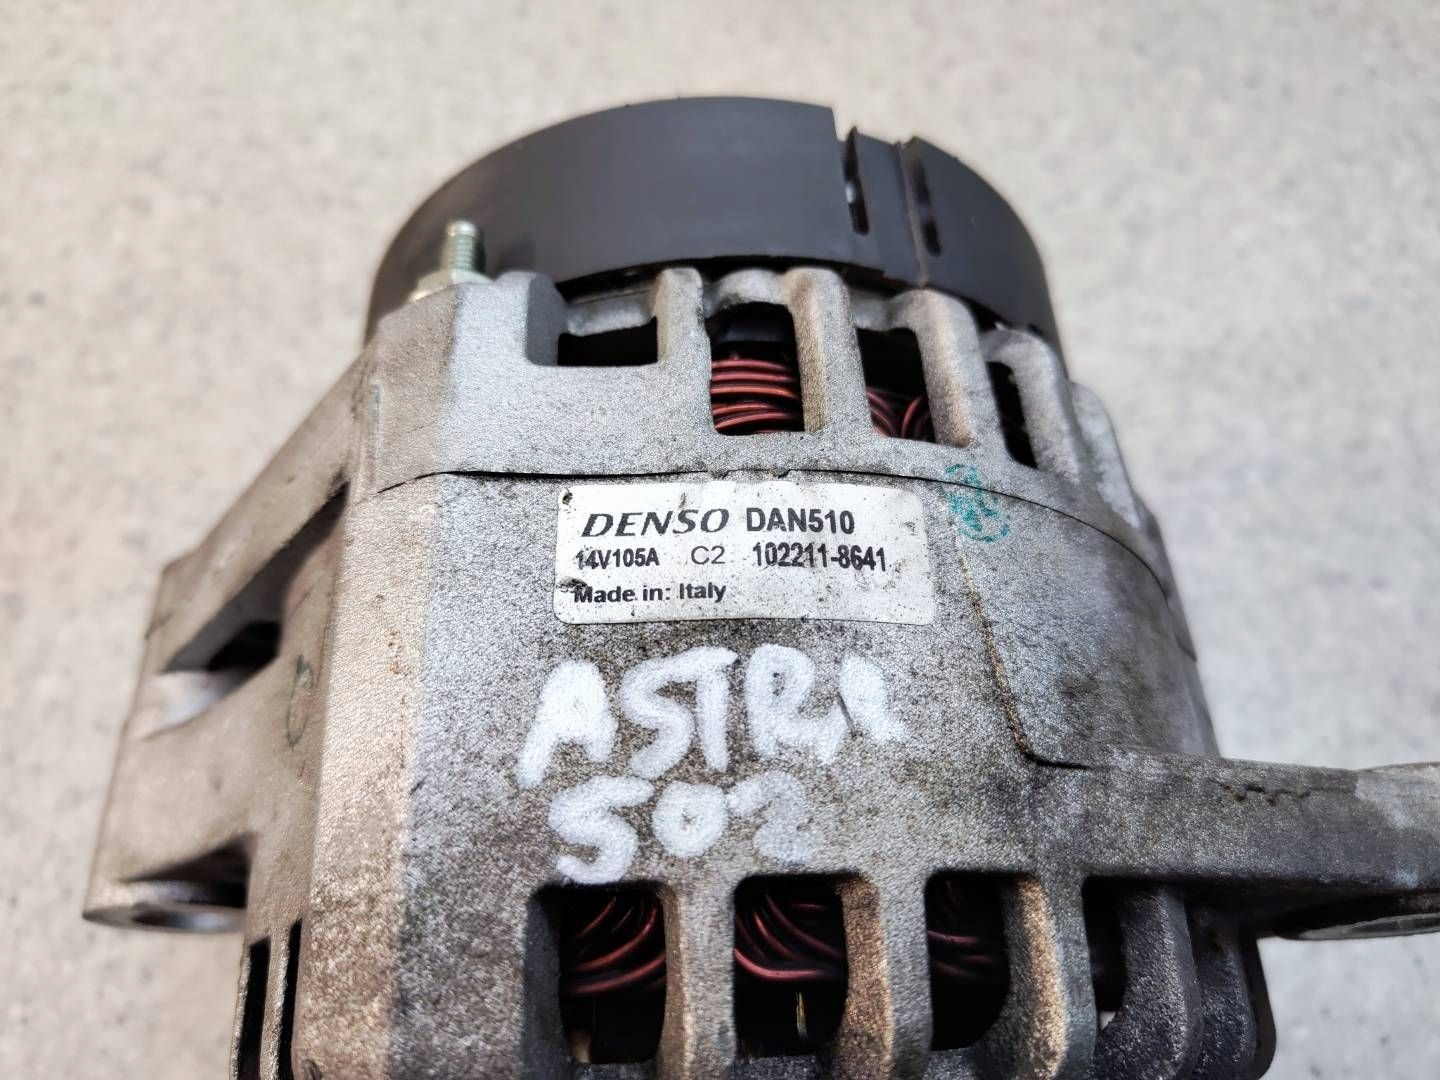 DENSO DAN510
14V105A C2 102211-8641
Made in: Italy
ASTRA
502